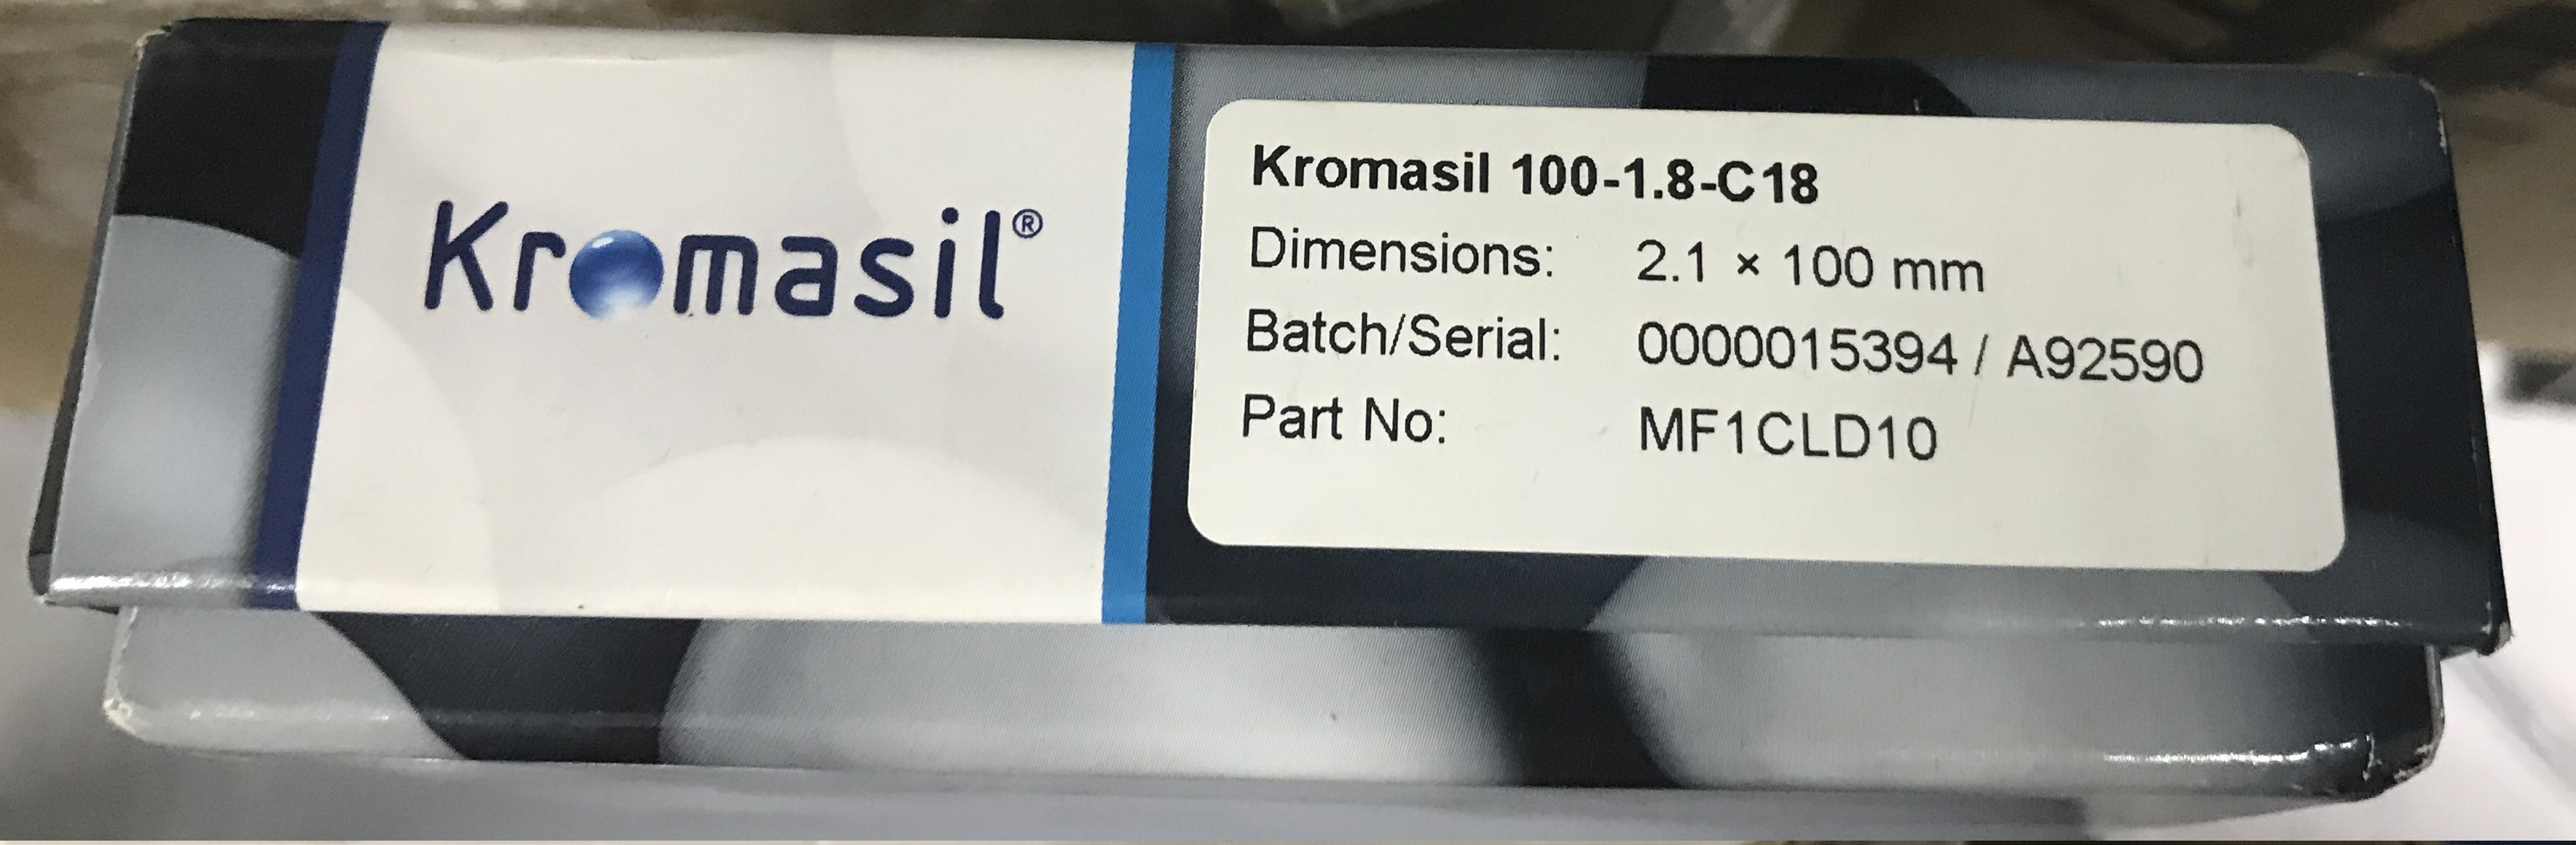 Kromasil®
Kromasil 100-1.8-C18
Dimensions: 2.1 × 100 mm
Batch/Serial: 0000015394 / A92590
Part No: MF1CLD10